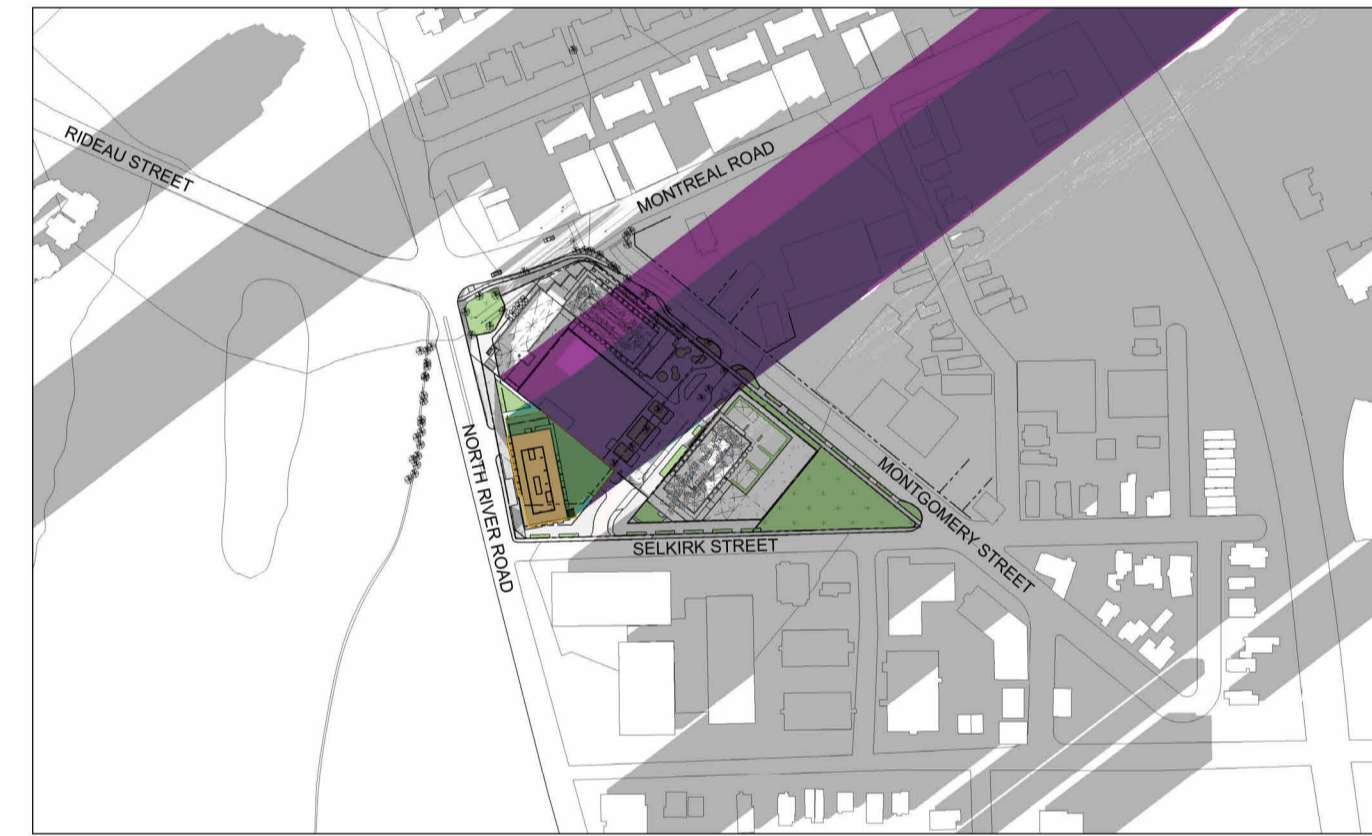 RIDEAU STREET
MONTREAL ROAD
NORTH RIVER ROAD
MONTGOMERY STREET
SELKIRK STREET